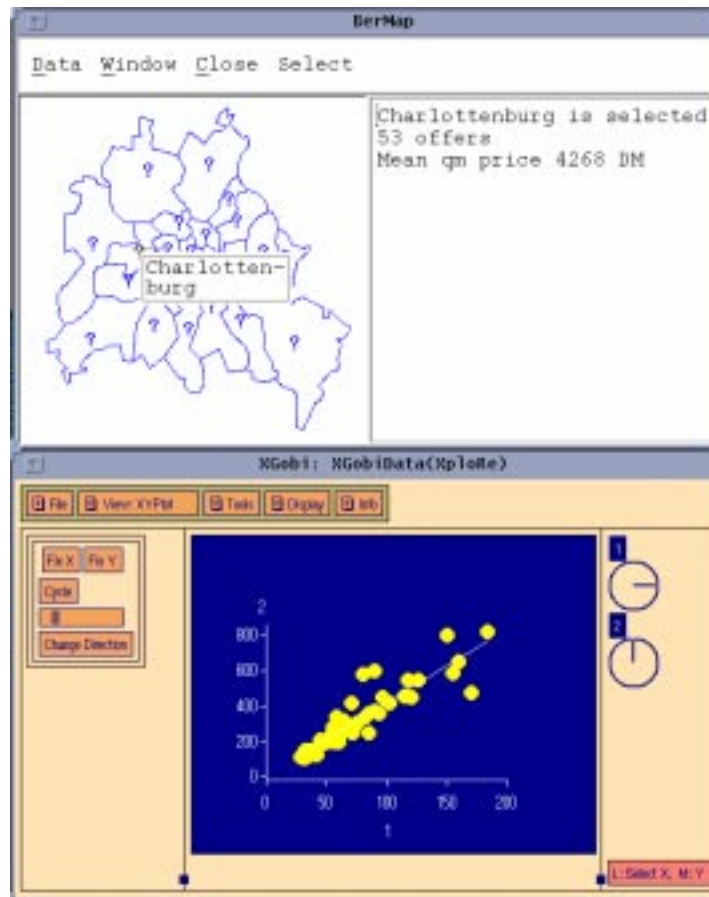 BerMap
Data Window Close Select
Charlottenburg is selected
53 offers
Mean qm price 4268 DM
?
?
?
?
?
?
?
?
?
?
?
Charlotten-
burg
XGobi: XGobiData(XploRe)
File View: XYPlot Tools Display Info
Fix X Fix Y
Cycle
Change Direction
1
2
2
800
600
400
200
0
0 50 100 150 200
1
L:Select X, M: Y